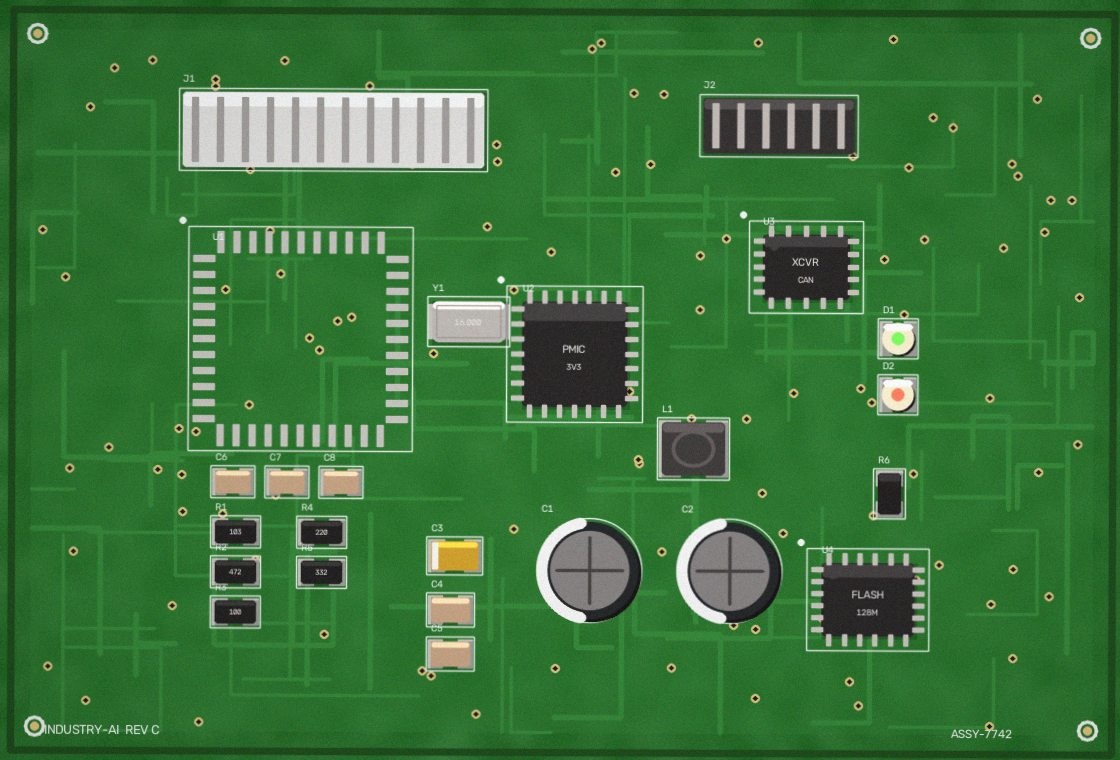 J1
J2
U1
U3
XCVR
CAN
Y1
16.000
U2
PMIC
3V3
D1
D2
L1
C6
C7
C8
R6
R1
103
R4
220
R2
472
R5
332
R3
100
C3
C4
C5
C1
C2
U4
FLASH
128M
INDUSTRY-AI REV C
ASSY-7742